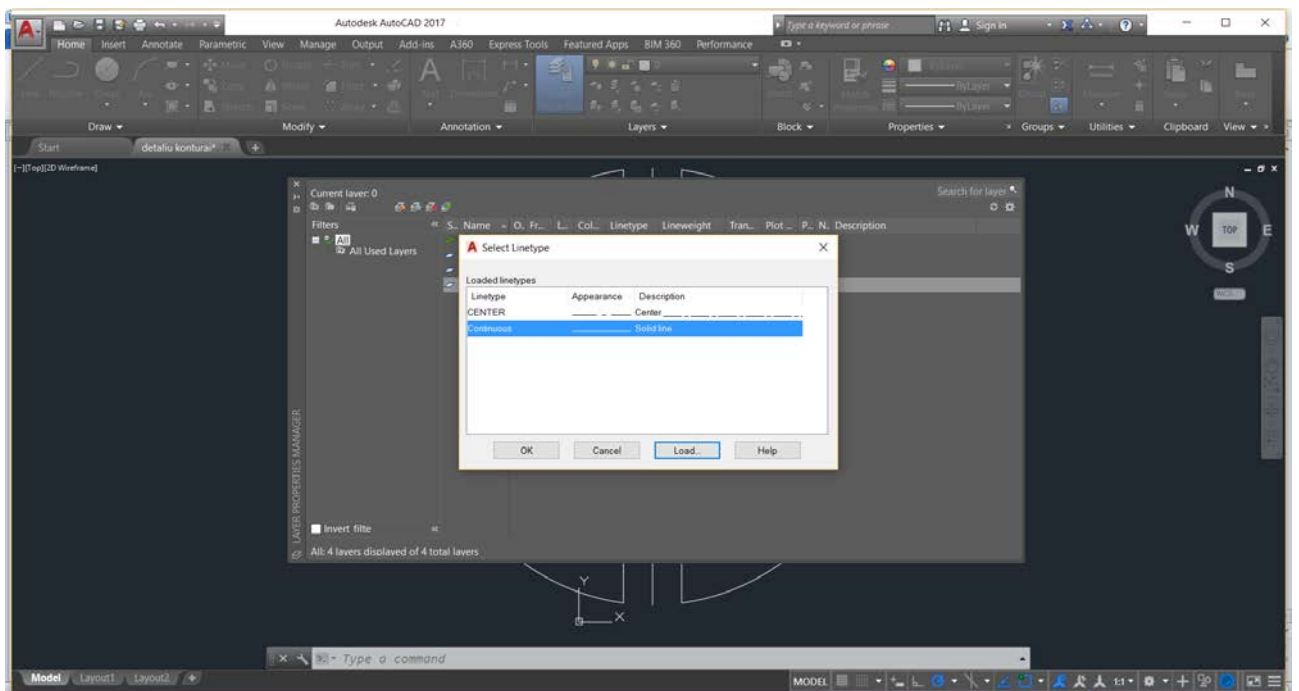 Autodesk AutoCAD 2017
Type a keyword or phrase
Sign In
Home Insert Annotate Parametric View Manage Output Add-ins A360 Express Tools Featured Apps BIM 360 Performance
Draw Modify Annotation Layers Block Properties Groups Utilities Clipboard View
Start detaliu konturai* +
[−][Top][2D Wireframe]
N
W TOP E
S
Current layer: 0
Search for layer
Filters
S.. Name O. Fr... L... Col... Linetype Lineweight Tran... Plot ... P... N.. Description
All
All Used Layers
Select Linetype
Loaded linetypes
Linetype Appearance Description
CENTER Center
Continuous Solid line
OK Cancel Load... Help
LAYER PROPERTIES MANAGER
Invert filte
All: 4 layers displayed of 4 total layers
Y
X
Type a command
Model Layout1 Layout2 +
MODEL 1:1